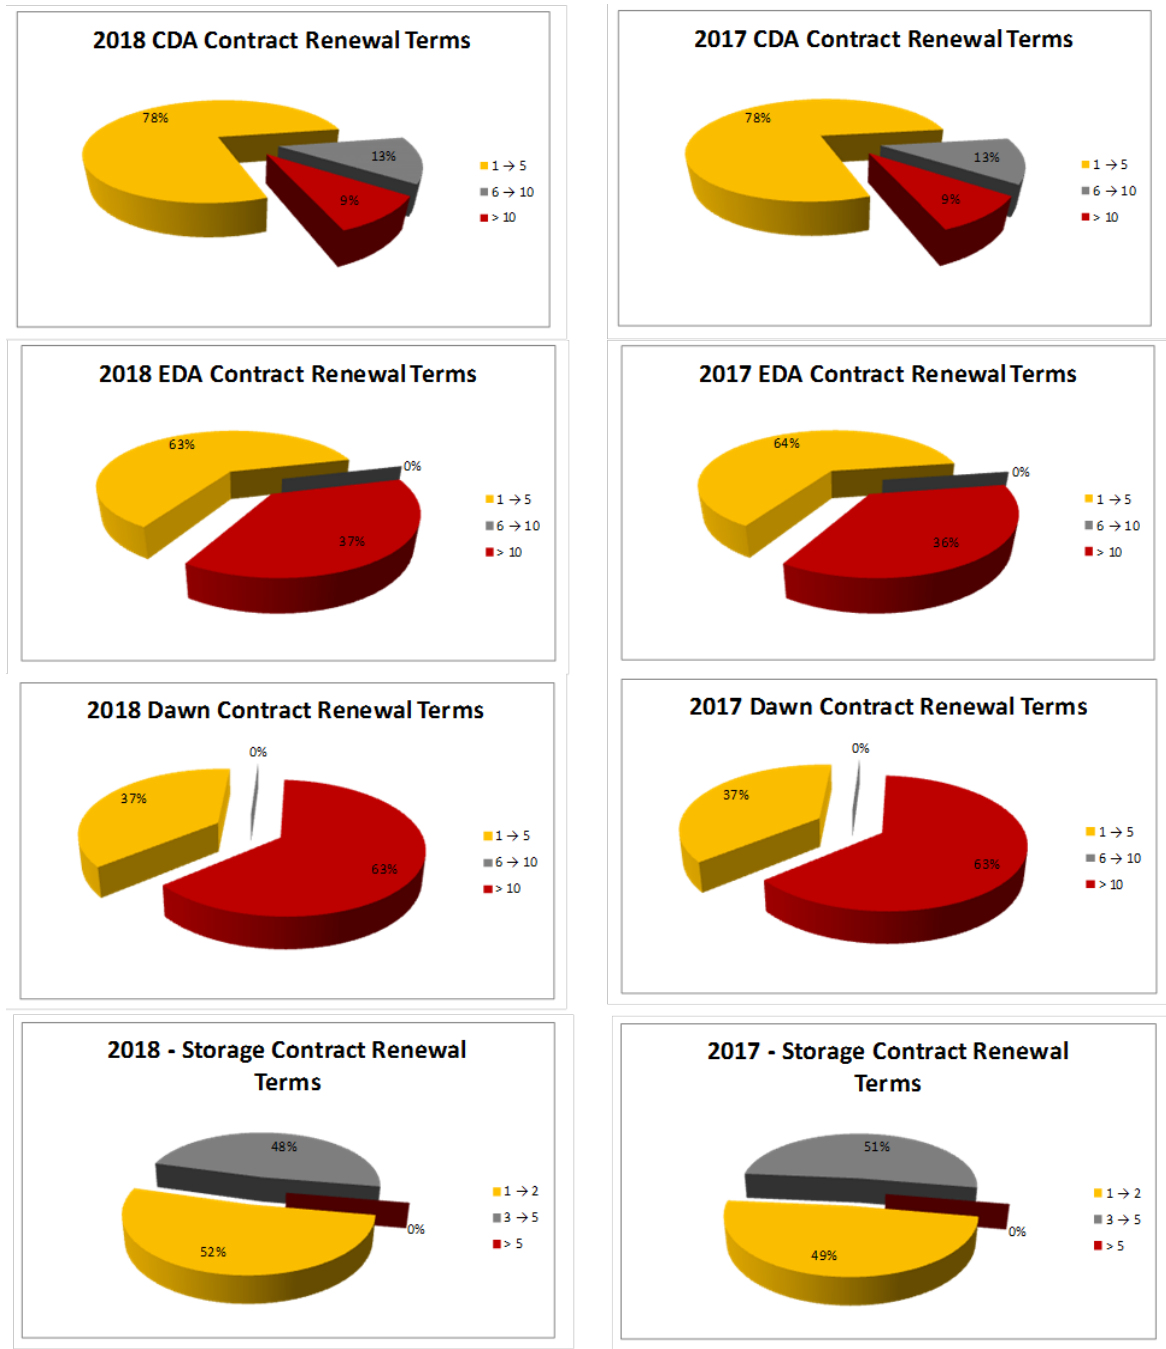 2018 CDA Contract Renewal Terms
78%
13%
9%
1 → 5
6 → 10
> 10
2017 CDA Contract Renewal Terms
78%
13%
9%
1 → 5
6 → 10
> 10
2018 EDA Contract Renewal Terms
63%
0%
37%
1 → 5
6 → 10
> 10
2017 EDA Contract Renewal Terms
64%
0%
36%
1 → 5
6 → 10
> 10
2018 Dawn Contract Renewal Terms
0%
37%
63%
1 → 5
6 → 10
> 10
2017 Dawn Contract Renewal Terms
0%
37%
63%
1 → 5
6 → 10
> 10
2018 - Storage Contract Renewal
Terms
48%
0%
52%
1 → 2
3 → 5
> 5
2017 - Storage Contract Renewal
Terms
51%
0%
49%
1 → 2
3 → 5
> 5